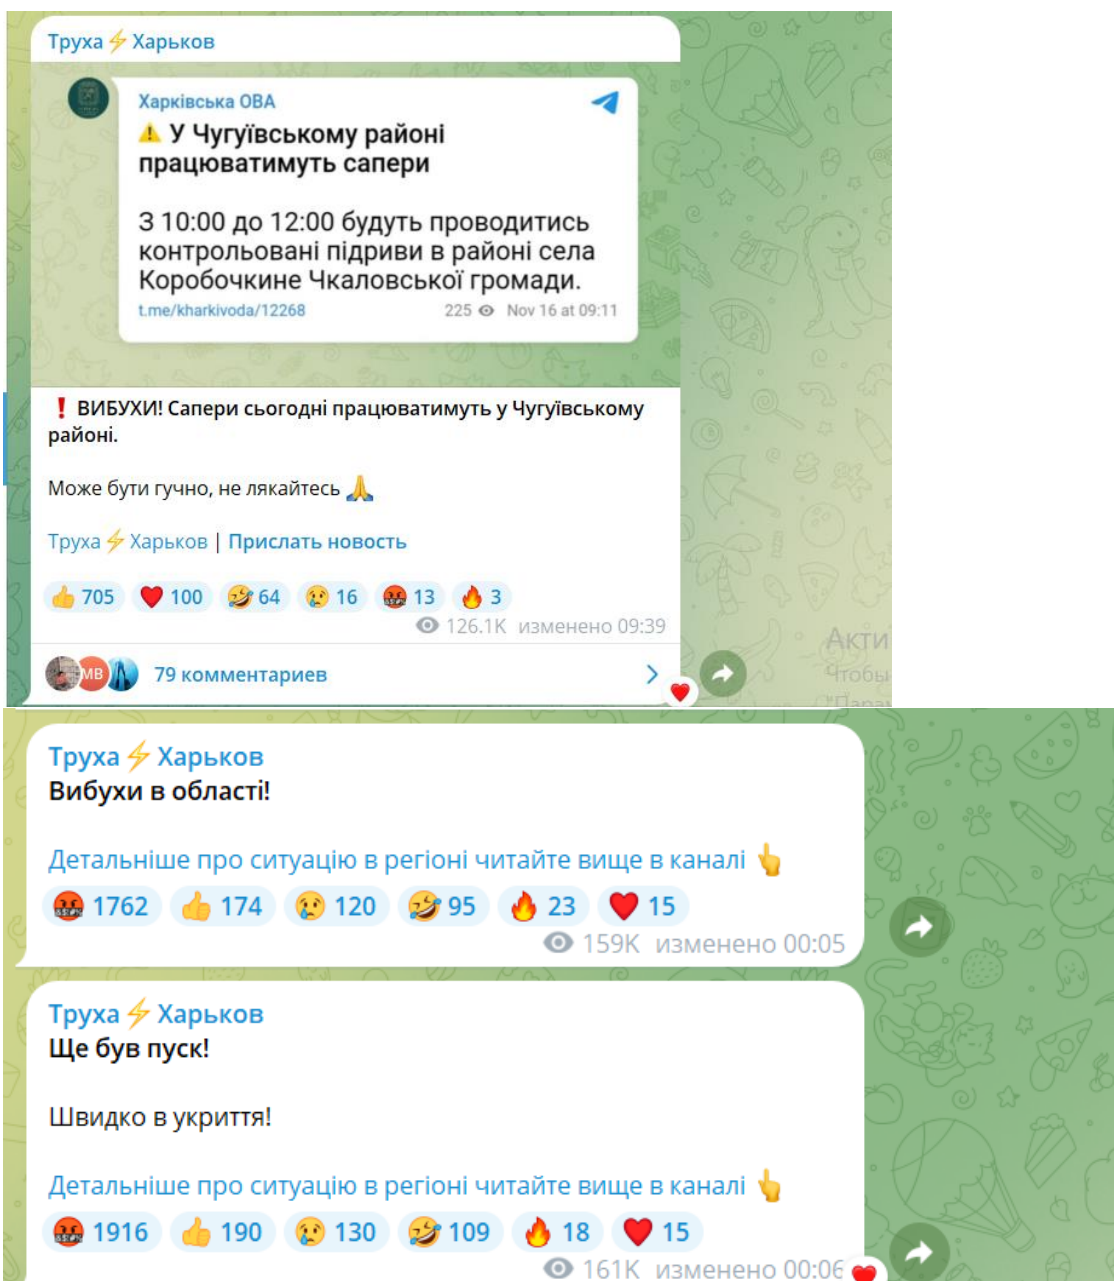 Труха⚡Харьков
Харківська ОВА
⚠️ У Чугуївському районі
працюватимуть сапери
З 10:00 до 12:00 будуть проводитись
контрольовані підриви в районі села
Коробочкине Чкаловської громади.
t.me/kharkivoda/12268 225 Nov 16 at 09:11
❗ ВИБУХИ! Сапери сьогодні працюватимуть у Чугуївському
районі.
Може бути гучно, не лякайтесь 🙏
Труха⚡Харьков | Прислать новость
👍 705 ❤️ 100 🤣 64 😢 16 🤬 13 🔥 3
126.1K изменено 09:39
МВ 79 комментариев
Акти
Чтобы
"Парам
Труха⚡Харьков
Вибухи в області!
Детальніше про ситуацію в регіоні читайте вище в каналі 👆
🤬 1762 👍 174 😢 120 🤣 95 🔥 23 ❤️ 15
159K изменено 00:05
Труха⚡Харьков
Ще був пуск!
Швидко в укриття!
Детальніше про ситуацію в регіоні читайте вище в каналі 👆
🤬 1916 👍 190 😢 130 🤣 109 🔥 18 ❤️ 15
161K изменено 00:06